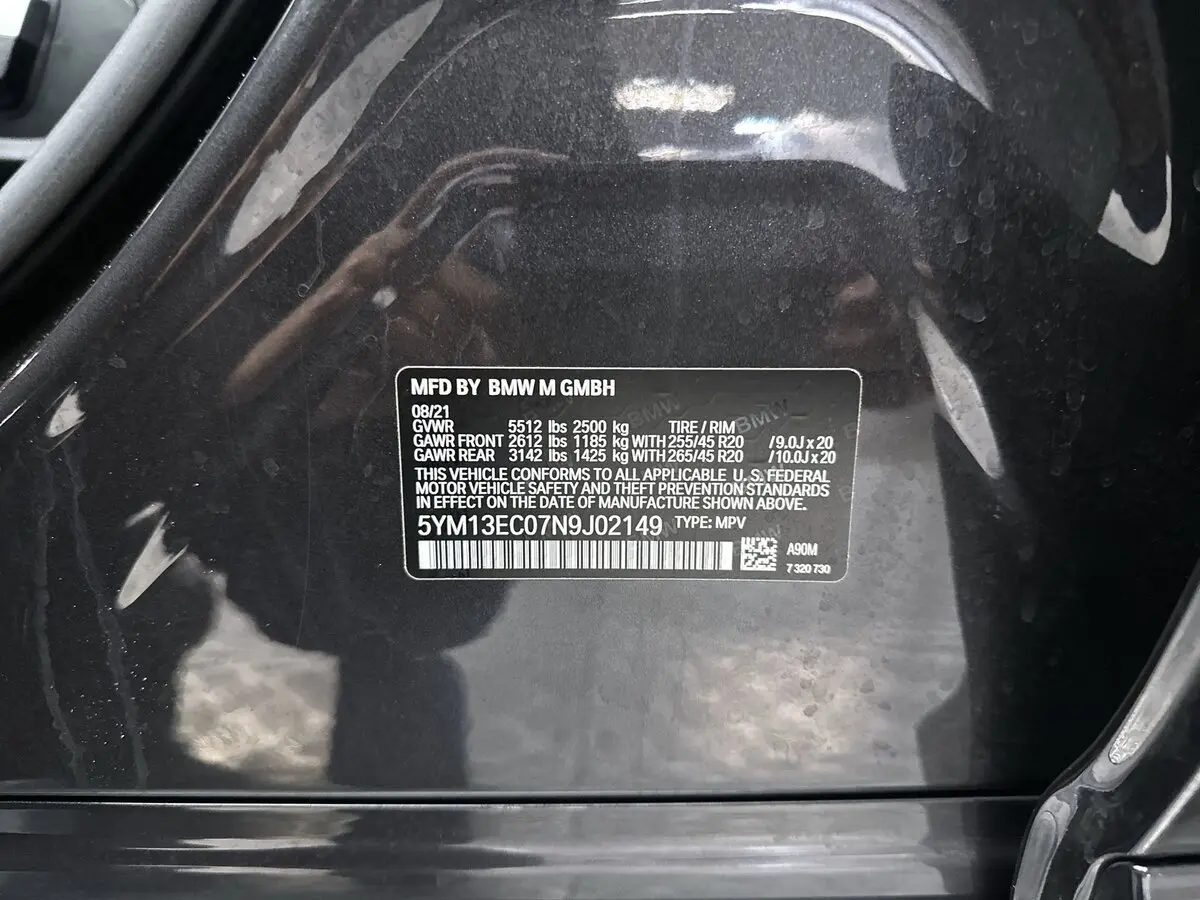 MFD BY BMW M GMBH
08/21
GVWR 5512 lbs 2500 kg TIRE / RIM
GAWR FRONT 2612 lbs 1185 kg WITH 255/45 R20 /9.0J x 20
GAWR REAR 3142 lbs 1425 kg WITH 265/45 R20 /10.0J x 20
THIS VEHICLE CONFORMS TO ALL APPLICABLE U.S. FEDERAL
MOTOR VEHICLE SAFETY AND THEFT PREVENTION STANDARDS
IN EFFECT ON THE DATE OF MANUFACTURE SHOWN ABOVE.
5YM13EC07N9J02149 TYPE: MPV
A90M
7 320 730